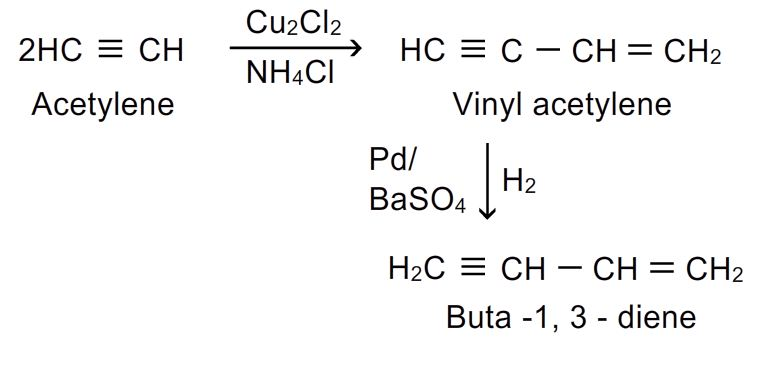 Cu2Cl2
2HC ≡ CH HC ≡ C − CH = CH2
NH4Cl
Acetylene Vinyl acetylene
Pd/
H2
BaSO4
H2C ≡ CH − CH = CH2
Buta -1, 3 - diene